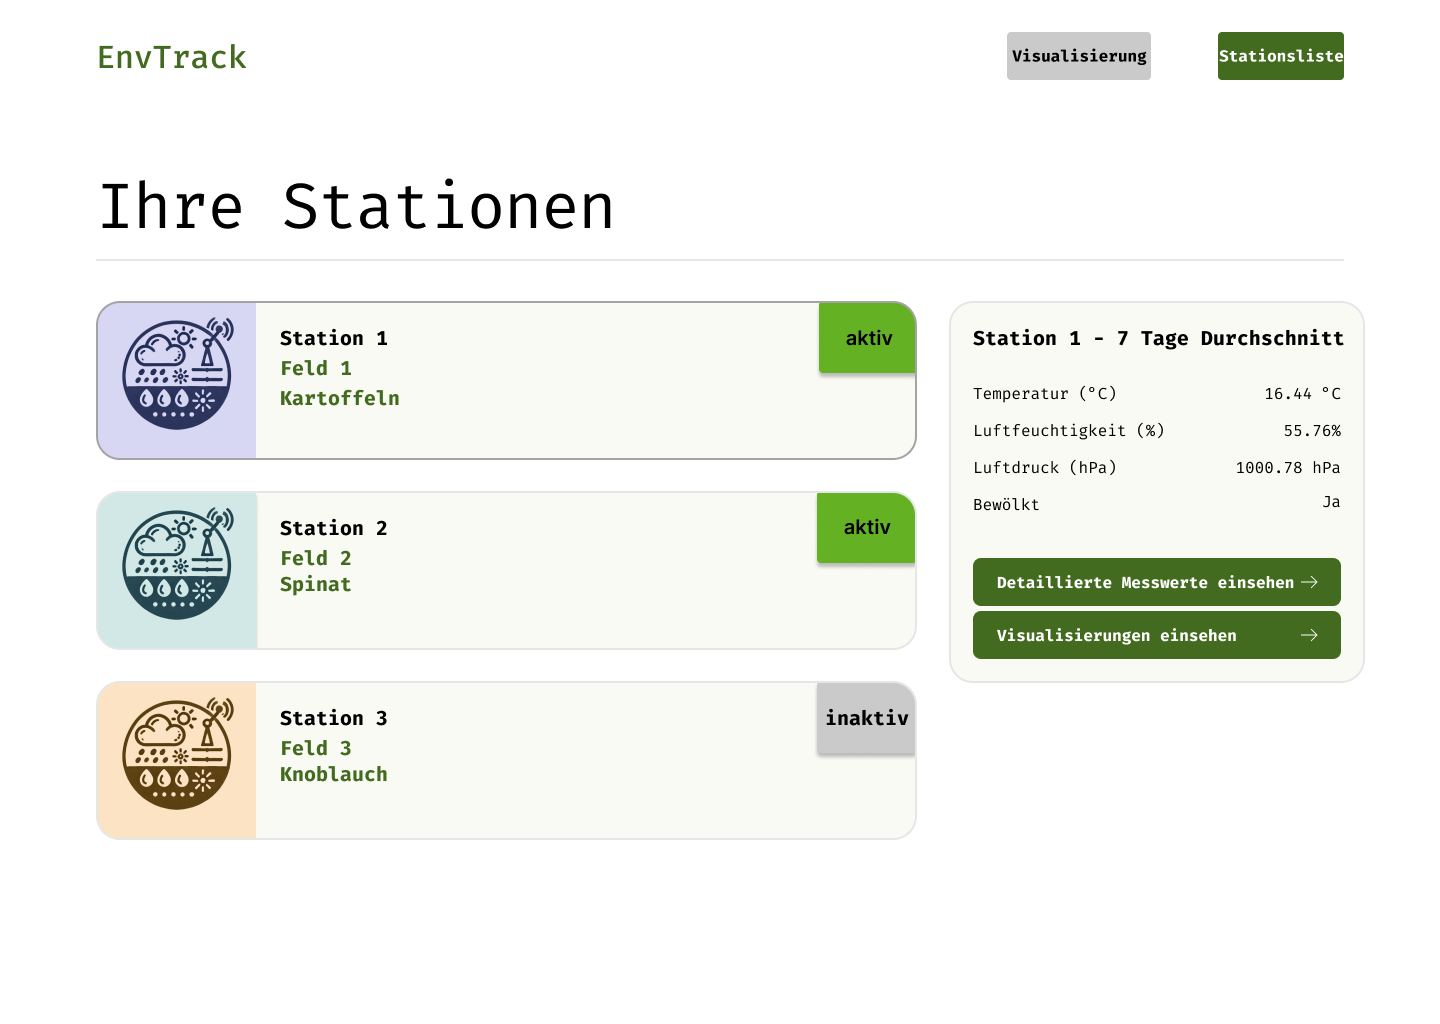 EnvTrack
Visualisierung
Stationsliste
Ihre Stationen
Station 1
Feld 1
Kartoffeln
aktiv
Station 2
Feld 2
Spinat
aktiv
Station 3
Feld 3
Knoblauch
inaktiv
Station 1 - 7 Tage Durchschnitt
Temperatur (°C) 16.44 °C
Luftfeuchtigkeit (%) 55.76%
Luftdruck (hPa) 1000.78 hPa
Bewölkt Ja
Detaillierte Messwerte einsehen →
Visualisierungen einsehen →